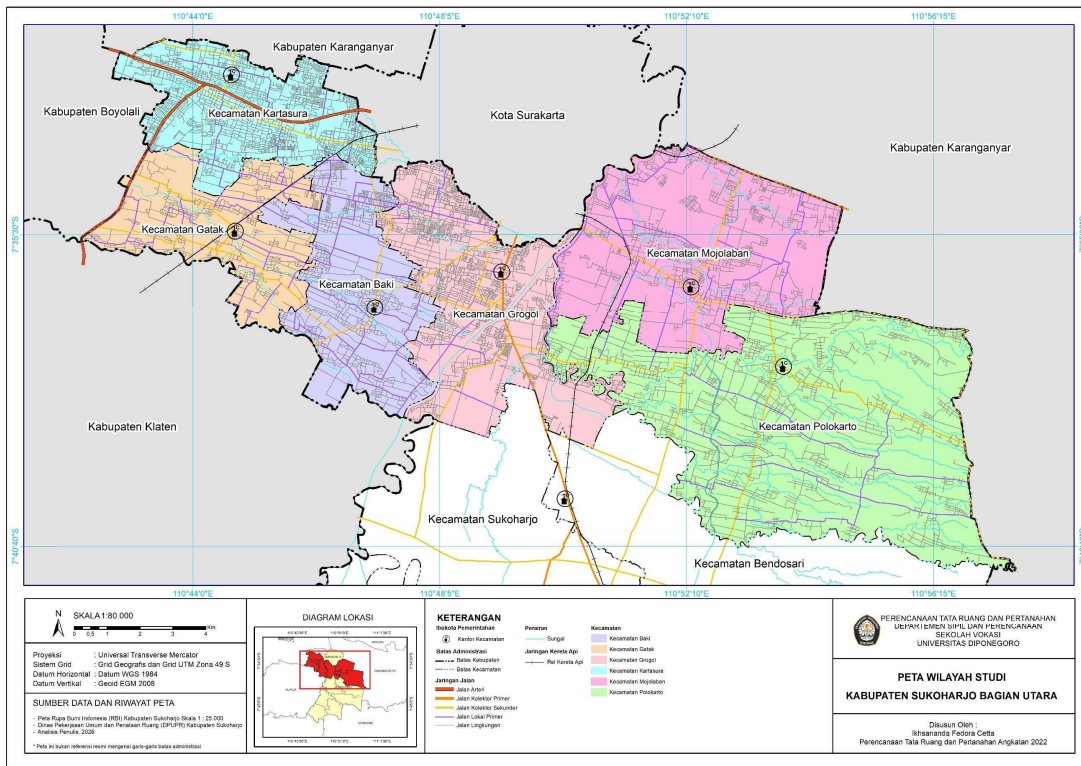 110°44'0"E 110°48'5"E 110°52'10"E 110°56'15"E
Kabupaten Karanganyar
Kabupaten Boyolali
Kecamatan Kartasura
Kota Surakarta
Kabupaten Karanganyar
7°35'30"S
Kecamatan Gatak
Kecamatan Mojolaban
Kecamatan Baki
Kecamatan Grogol
Kabupaten Klaten
Kecamatan Polokarto
Kecamatan Sukoharjo
7°40'40"S
Kecamatan Bendosari
110°44'0"E 110°48'5"E 110°52'10"E 110°56'15"E
N
SKALA 1:80.000
0 0,5 1 2 3 4
Km
Proyeksi : Universal Transverse Mercator
Sistem Grid : Grid Geografis dan Grid UTM Zona 49 S
Datum Horizontal : Datum WGS 1984
Datum Vertikal : Geoid EGM 2008
SUMBER DATA DAN RIWAYAT PETA
- Peta Rupa Bumi Indonesia (RBI) Kabupaten Sukoharjo Skala 1 : 25.000
- Dinas Pekerjaan Umum dan Penataan Ruang (DPUPR) Kabupaten Sukoharjo
- Analisis Penulis, 2026
* Peta ini bukan referensi resmi mengenai garis-garis batas administrasi
DIAGRAM LOKASI
KETERANGAN
Ibukota Pemerintahan
Kantor Kecamatan
Batas Administrasi
Batas Kabupaten
Batas Kecamatan
Jaringan Jalan
Jalan Arteri
Jalan Kolektor Primer
Jalan Kolektor Sekunder
Jalan Lokal Primer
Jalan Lingkungan
Perairan
Sungai
Jaringan Kereta Api
Rel Kereta Api
Kecamatan
Kecamatan Baki
Kecamatan Gatak
Kecamatan Grogol
Kecamatan Kartasura
Kecamatan Mojolaban
Kecamatan Polokarto
PERENCANAAN TATA RUANG DAN PERTANAHAN
DEPARTEMEN SIPIL DAN PERENCANAAN
SEKOLAH VOKASI
UNIVERSITAS DIPONEGORO
PETA WILAYAH STUDI
KABUPATEN SUKOHARJO BAGIAN UTARA
Disusun Oleh :
Ikhsananda Fedora Cetta
Perencanaan Tata Ruang dan Pertanahan Angkatan 2022